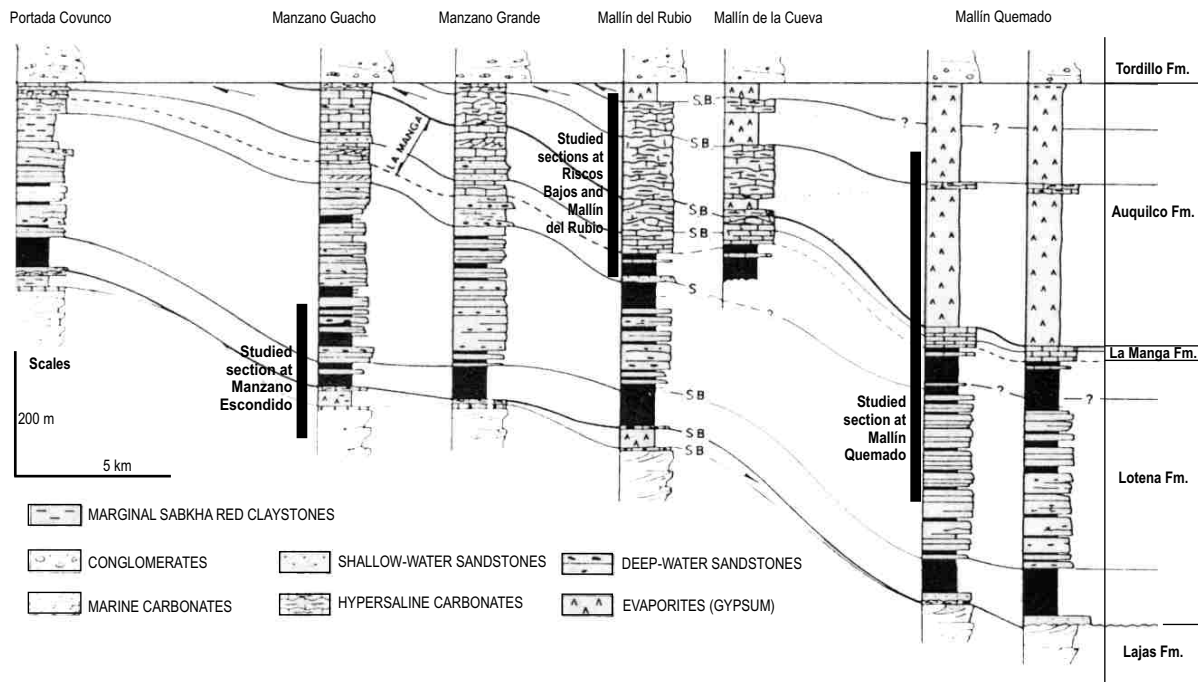 Portada Covunco
Manzano Guacho
Manzano Grande
Mallín del Rubio
Mallín de la Cueva
Mallín Quemado
Tordillo Fm.
S.B.
?
?
LA MANGA
Studied
sections at
Riscos
Bajos and
Mallín
del Rubio
S B.
Studied
section at
Mallín
Quemado
Auquilco Fm.
S B
S B
La Manga Fm.
S
?
?
?
Studied
section at
Manzano
Escondido
Scales
200 m
5 km
S B
S B
S B
Lotena Fm.
Lajas Fm.
MARGINAL SABKHA RED CLAYSTONES
CONGLOMERATES
SHALLOW-WATER SANDSTONES
DEEP-WATER SANDSTONES
MARINE CARBONATES
HYPERSALINE CARBONATES
EVAPORITES (GYPSUM)